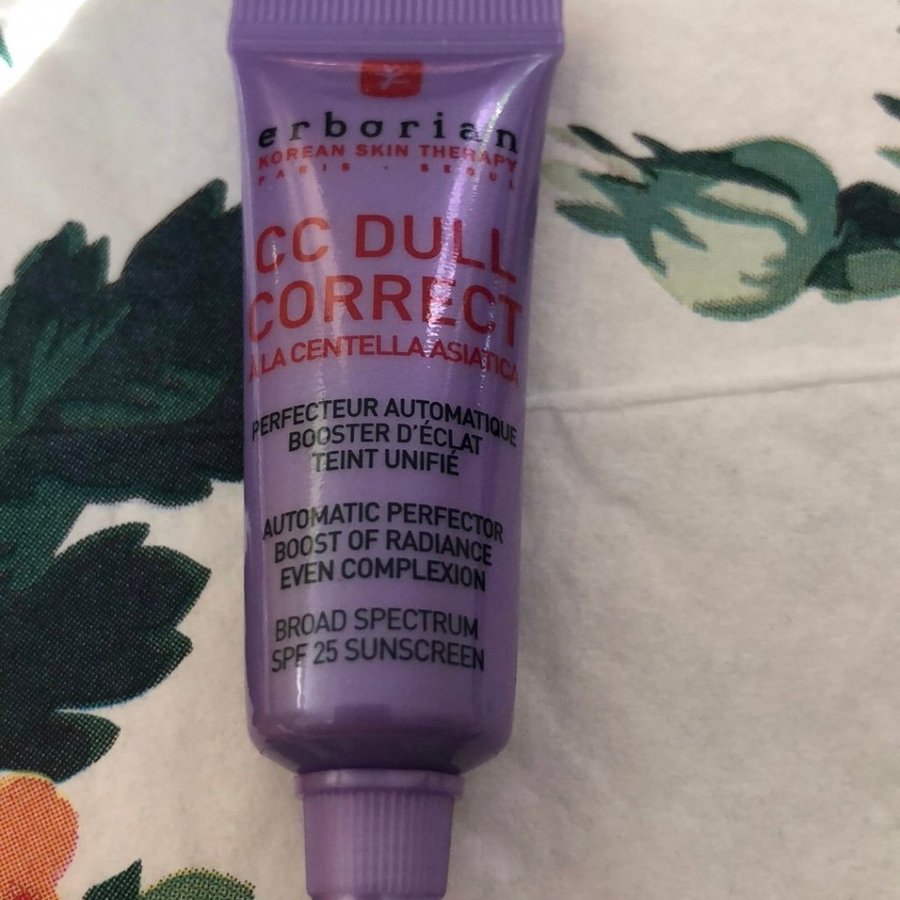 erborian
KOREAN SKIN THERAPY
PARIS · SEOUL
CC DULL
CORRECT
À LA CENTELLA ASIATICA
PERFECTEUR AUTOMATIQUE
BOOSTER D'ÉCLAT
TEINT UNIFIÉ
AUTOMATIC PERFECTOR
BOOST OF RADIANCE
EVEN COMPLEXION
BROAD SPECTRUM
SPF 25 SUNSCREEN